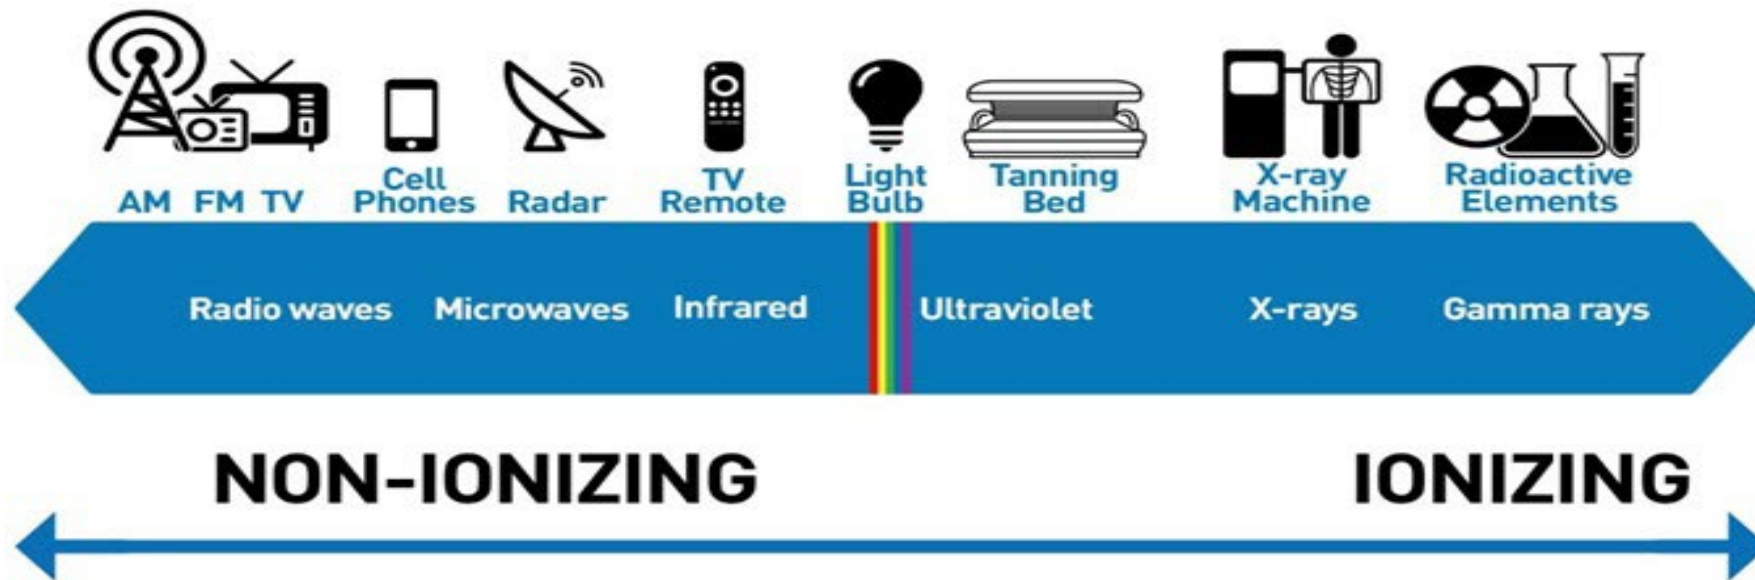 AM FM TV
Cell
Phones
Radar
TV
Remote
Light
Bulb
Tanning
Bed
X-ray
Machine
Radioactive
Elements
Radio waves
Microwaves
Infrared
Ultraviolet
X-rays
Gamma rays
NON-IONIZING
IONIZING